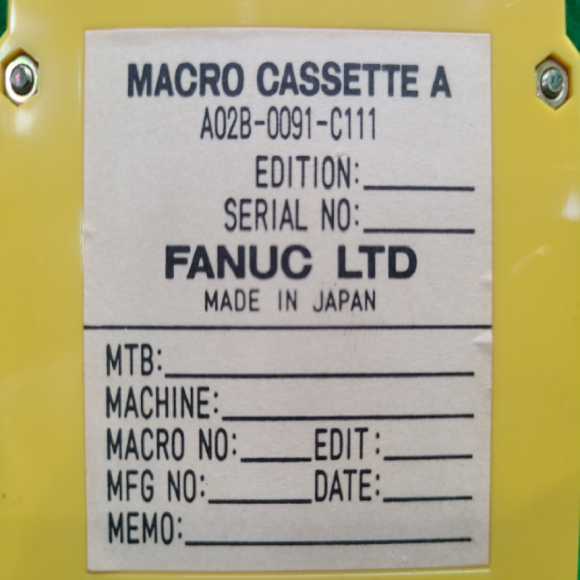 MACRO CASSETTE A
A02B-0091-C111
EDITION:
SERIAL NO:
FANUC LTD
MADE IN JAPAN
MTB:
MACHINE:
MACRO NO: EDIT:
MFG NO: DATE:
MEMO: